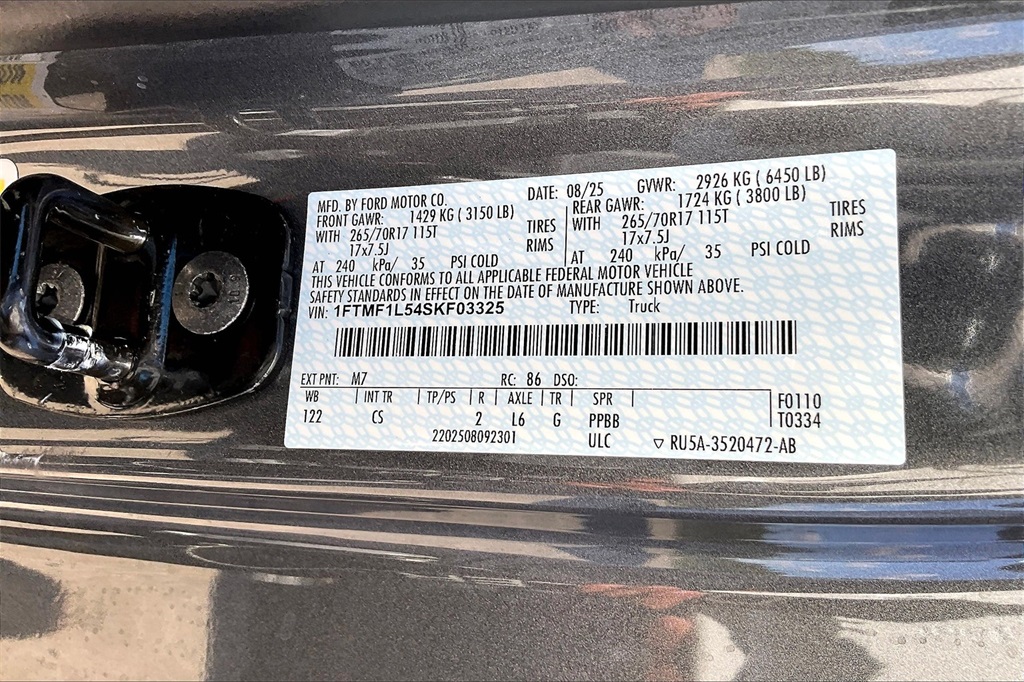 MFD. BY FORD MOTOR CO. DATE: 08/25 GVWR: 2926 KG ( 6450 LB)
FRONT GAWR: 1429 KG ( 3150 LB) REAR GAWR: 1724 KG ( 3800 LB)
WITH 265/70R17 115T TIRES WITH 265/70R17 115T TIRES
17x7.5J RIMS 17x7.5J RIMS
AT 240 kPa/ 35 PSI COLD AT 240 kPa/ 35 PSI COLD
THIS VEHICLE CONFORMS TO ALL APPLICABLE FEDERAL MOTOR VEHICLE
SAFETY STANDARDS IN EFFECT ON THE DATE OF MANUFACTURE SHOWN ABOVE.
VIN: 1FTMF1L54SKF03325 TYPE: Truck
EXT PNT: M7 RC: 86 DSO:
WB INT TR TP/PS R AXLE TR SPR F0110
122 CS 2 L6 G PPBB T0334
2202508092301 ULC ▽ RU5A-3520472-AB